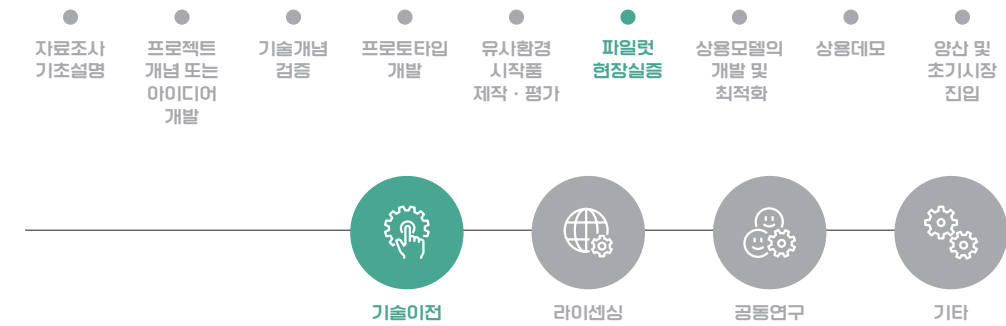 자료조사
기초설명
프로젝트
개념 또는
아이디어
개발
기술개념
검증
프로토타입
개발
유사환경
시작품
제작 · 평가
파일럿
현장실증
상용모델의
개발 및
최적화
상용데모
양산 및
초기시장
진입
기술이전
라이센싱
공동연구
기타